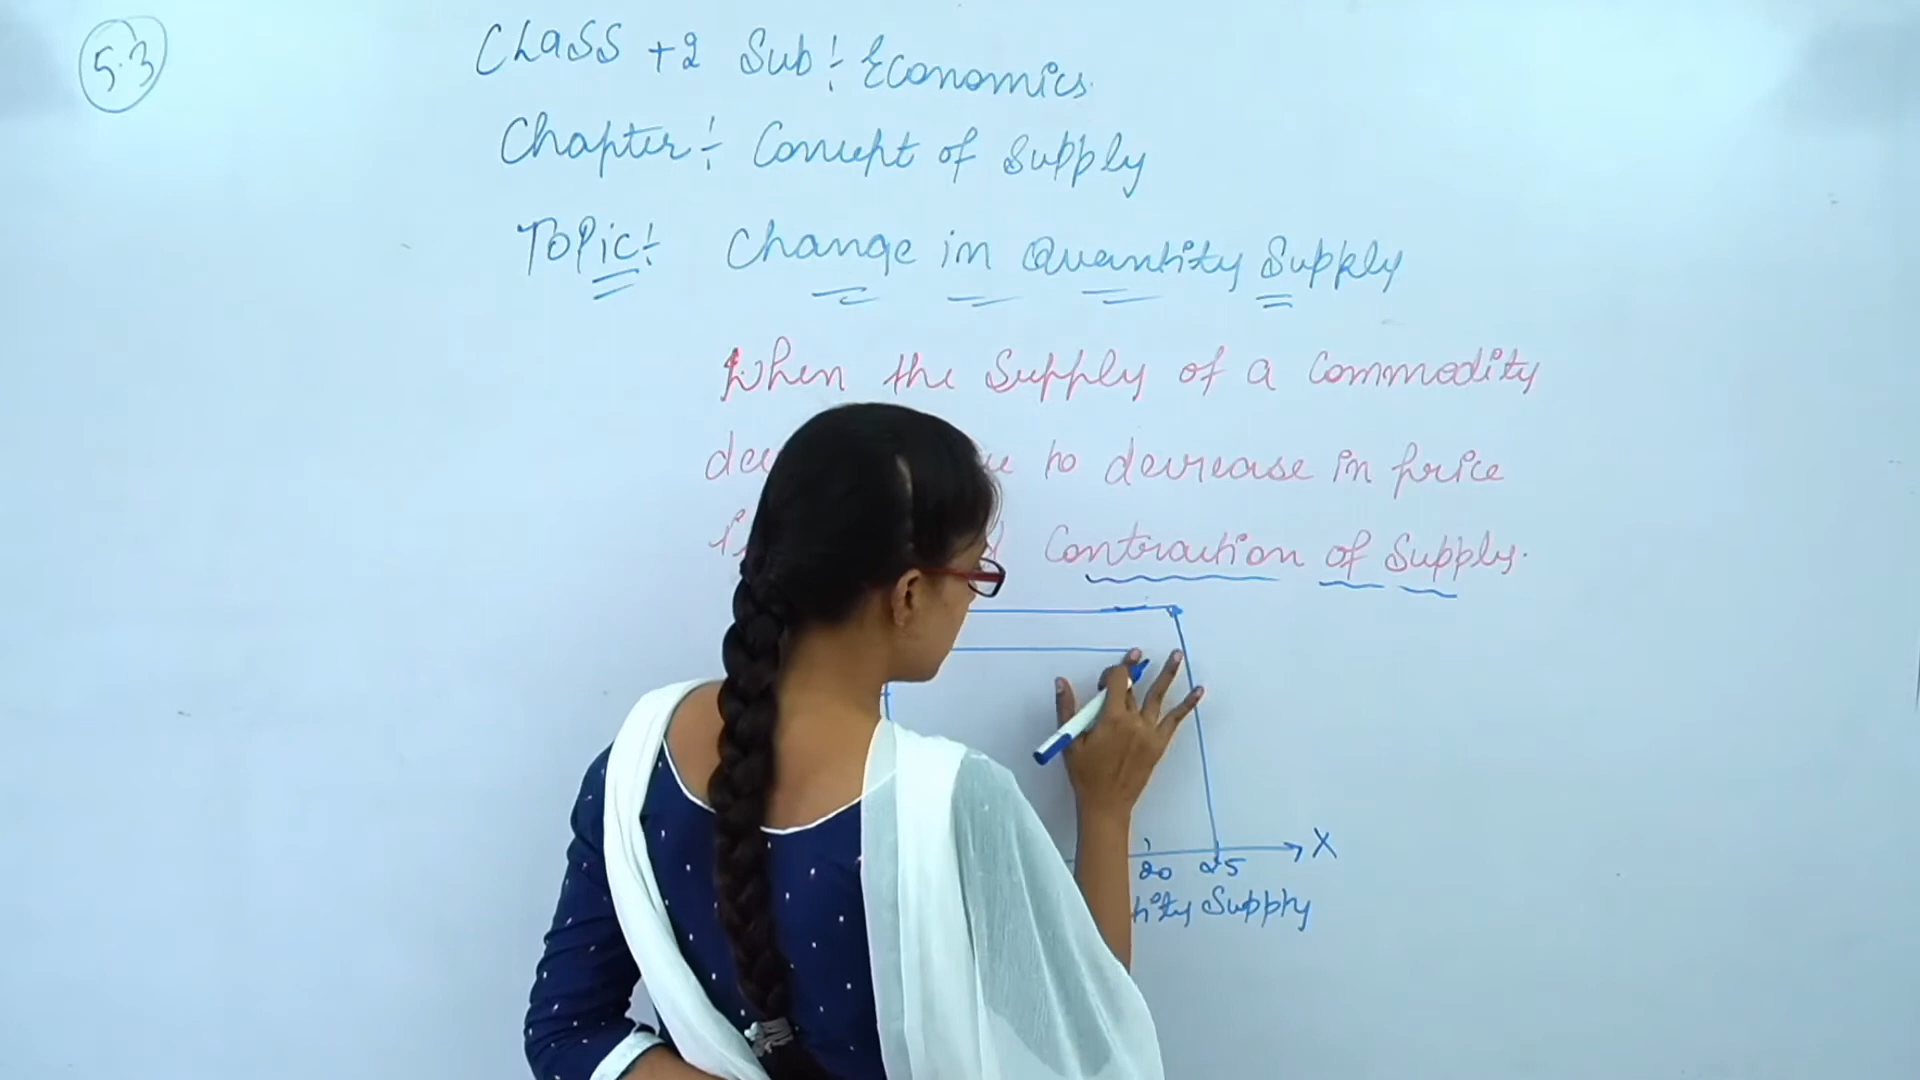 5.3
Class +2 Sub:- Economics.
Chapter:- Concept of Supply
Topic:- Change in Quantity Supply
When the Supply of a Commodity
to decrease in price
Contraction of Supply.
X
20 25
Supply